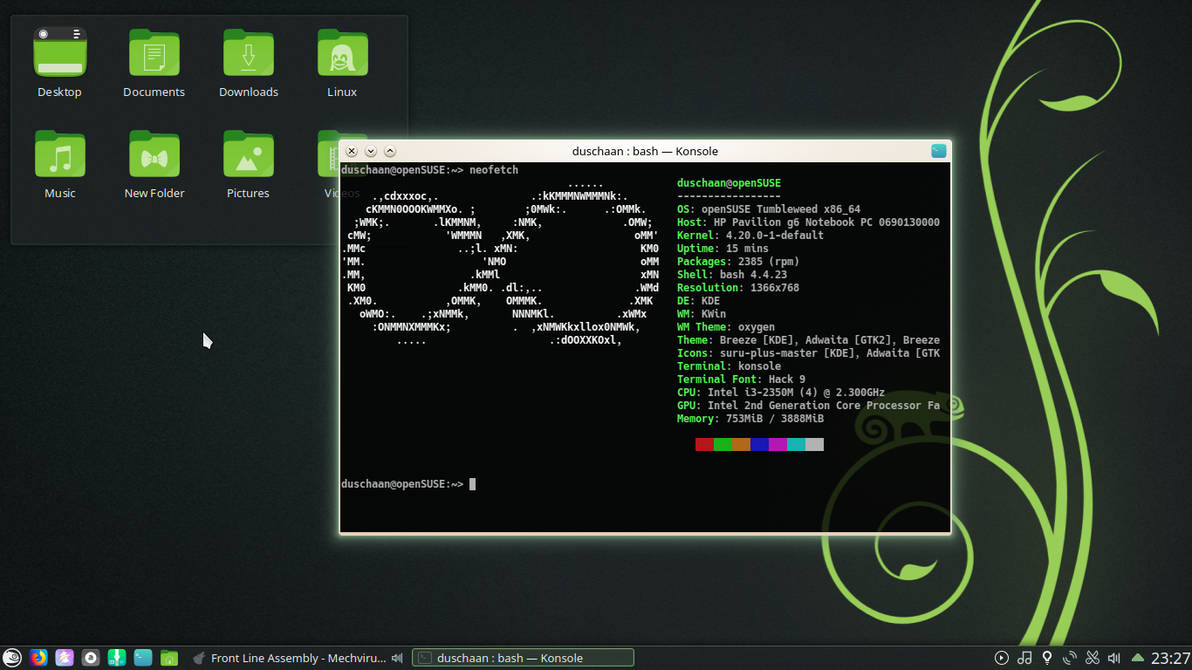 Desktop
Documents
Downloads
Linux
Music
New Folder
Pictures
Videos
duschaan : bash — Konsole
duschaan@openSUSE:~> neofetch
duschaan@openSUSE
-----------------
OS: openSUSE Tumbleweed x86_64
Host: HP Pavilion g6 Notebook PC 0690130000
Kernel: 4.20.0-1-default
Uptime: 15 mins
Packages: 2385 (rpm)
Shell: bash 4.4.23
Resolution: 1366x768
DE: KDE
WM: KWin
WM Theme: oxygen
Theme: Breeze [KDE], Adwaita [GTK2], Breeze
Icons: suru-plus-master [KDE], Adwaita [GTK
Terminal: konsole
Terminal Font: Hack 9
CPU: Intel i3-2350M (4) @ 2.300GHz
GPU: Intel 2nd Generation Core Processor Fa
Memory: 753MiB / 3888MiB
duschaan@openSUSE:~>
Front Line Assembly - Mechviru...
duschaan : bash — Konsole
23:27